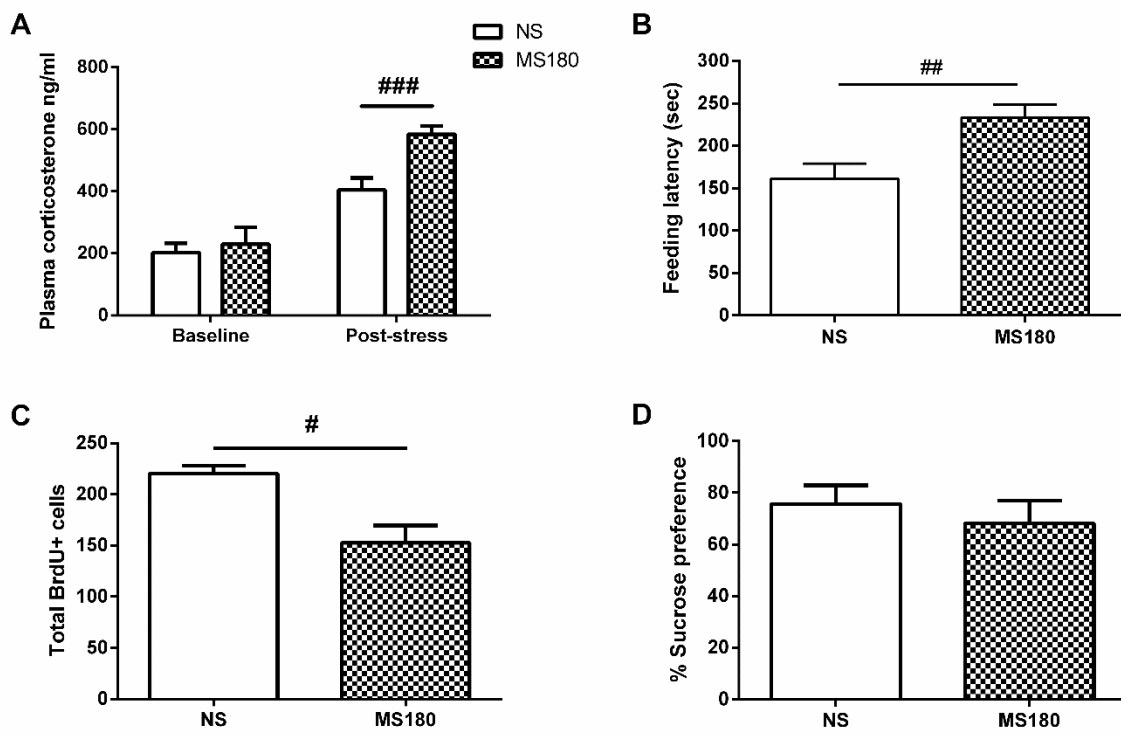 A
NS
MS180
Plasma corticosterone ng/ml
800
600
400
200
0
###
Baseline
Post-stress
B
Feeding latency (sec)
300
250
200
150
100
50
0
##
NS
MS180
C
Total BrdU+ cells
250
200
150
100
50
0
#
NS
MS180
D
% Sucrose preference
100
80
60
40
20
0
NS
MS180